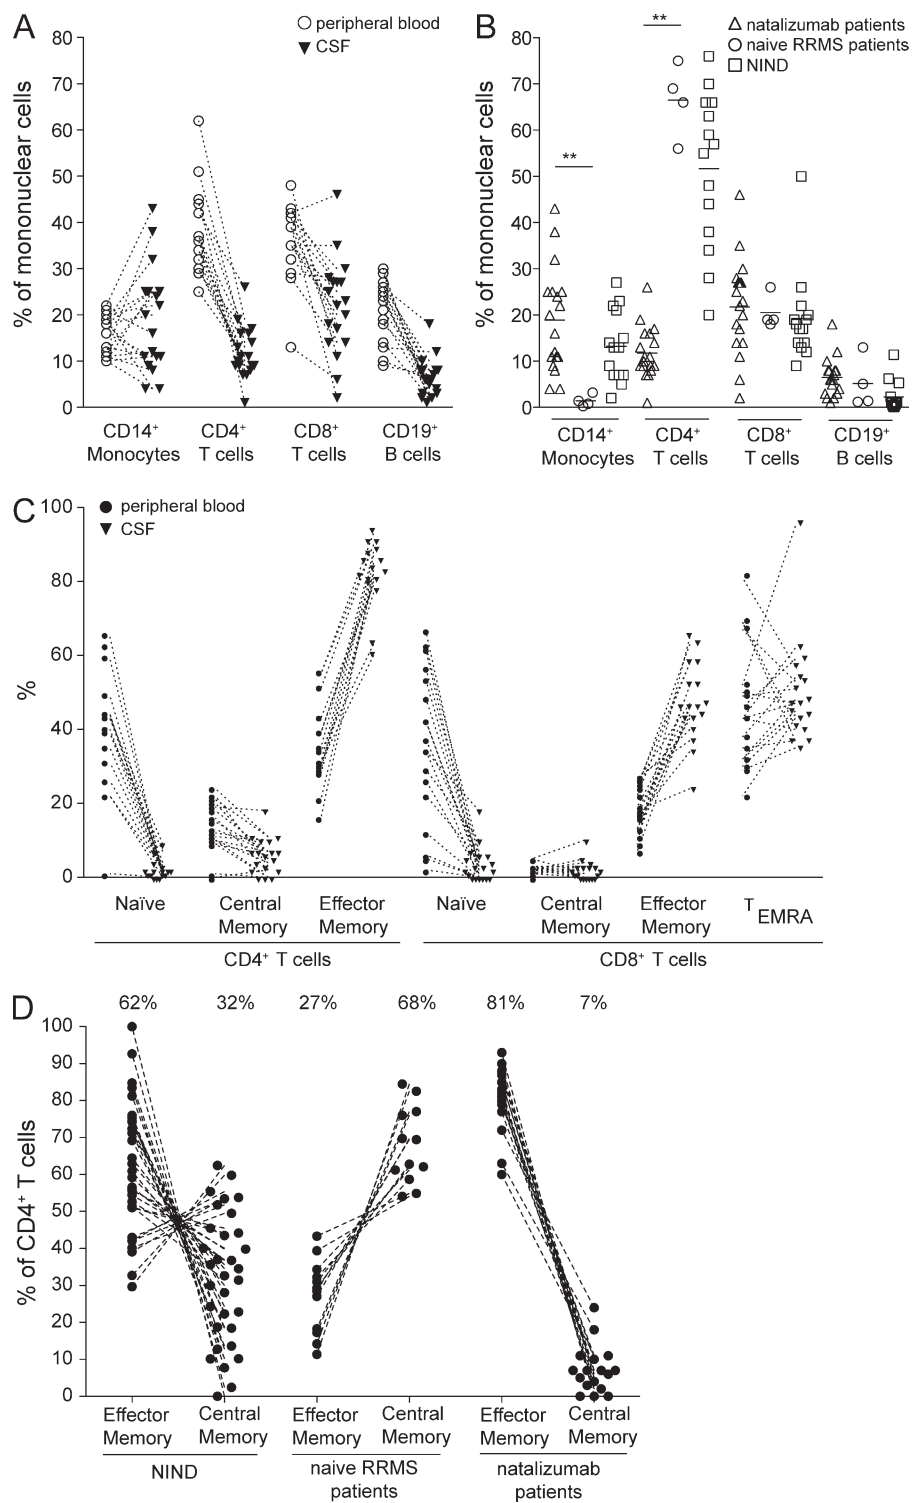 A
peripheral blood
CSF
% of mononuclear cells
80
70
60
50
40
30
20
10
0
CD14⁺
Monocytes
CD4⁺
T cells
CD8⁺
T cells
CD19⁺
B cells
B
natalizumab patients
naive RRMS patients
NIND
% of mononuclear cells
80
70
60
50
40
30
20
10
0
**
**
CD14⁺
Monocytes
CD4⁺
T cells
CD8⁺
T cells
CD19⁺
B cells
C
peripheral blood
CSF
%
100
80
60
40
20
0
Naïve
Central
Memory
Effector
Memory
Naïve
Central
Memory
Effector
Memory
T EMRA
CD4⁺ T cells
CD8⁺ T cells
D
62%
32%
27%
68%
81%
7%
% of CD4⁺ T cells
100
90
80
70
60
50
40
30
20
10
0
Effector
Memory
Central
Memory
Effector
Memory
Central
Memory
Effector
Memory
Central
Memory
NIND
naive RRMS
patients
natalizumab
patients